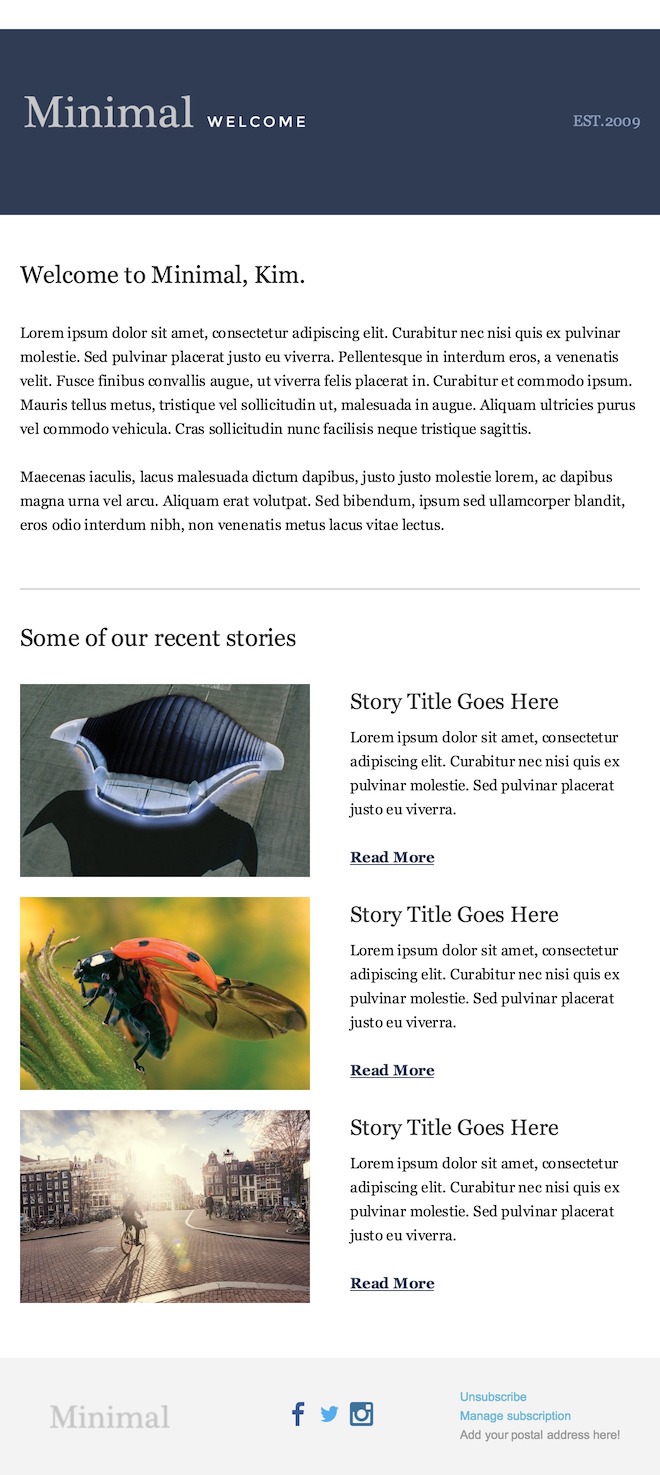 Minimal WELCOME EST.2009
Welcome to Minimal, Kim.
Lorem ipsum dolor sit amet, consectetur adipiscing elit. Curabitur nec nisi quis ex pulvinar
molestie. Sed pulvinar placerat justo eu viverra. Pellentesque in interdum eros, a venenatis
velit. Fusce finibus convallis augue, ut viverra felis placerat in. Curabitur et commodo ipsum.
Mauris tellus metus, tristique vel sollicitudin ut, malesuada in augue. Aliquam ultricies purus
vel commodo vehicula. Cras sollicitudin nunc facilisis neque tristique sagittis.
Maecenas iaculis, lacus malesuada dictum dapibus, justo justo molestie lorem, ac dapibus
magna urna vel arcu. Aliquam erat volutpat. Sed bibendum, ipsum sed ullamcorper blandit,
eros odio interdum nibh, non venenatis metus lacus vitae lectus.
Some of our recent stories
Story Title Goes Here
Lorem ipsum dolor sit amet, consectetur
adipiscing elit. Curabitur nec nisi quis ex
pulvinar molestie. Sed pulvinar placerat
justo eu viverra.
Read More
Story Title Goes Here
Lorem ipsum dolor sit amet, consectetur
adipiscing elit. Curabitur nec nisi quis ex
pulvinar molestie. Sed pulvinar placerat
justo eu viverra.
Read More
Story Title Goes Here
Lorem ipsum dolor sit amet, consectetur
adipiscing elit. Curabitur nec nisi quis ex
pulvinar molestie. Sed pulvinar placerat
justo eu viverra.
Read More
Minimal
Unsubscribe
Manage subscription
Add your postal address here!